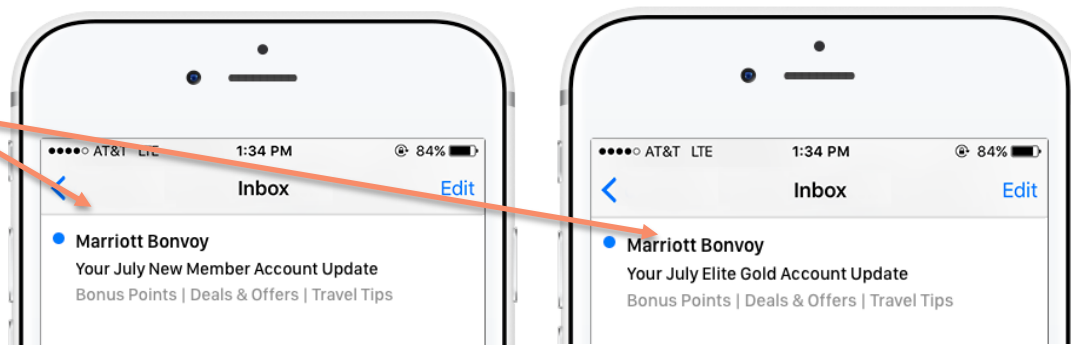 AT&T LTE 1:34 PM 84%
Inbox Edit
Marriott Bonvoy
Your July New Member Account Update
Bonus Points | Deals & Offers | Travel Tips
AT&T LTE 1:34 PM 84%
Inbox Edit
Marriott Bonvoy
Your July Elite Gold Account Update
Bonus Points | Deals & Offers | Travel Tips